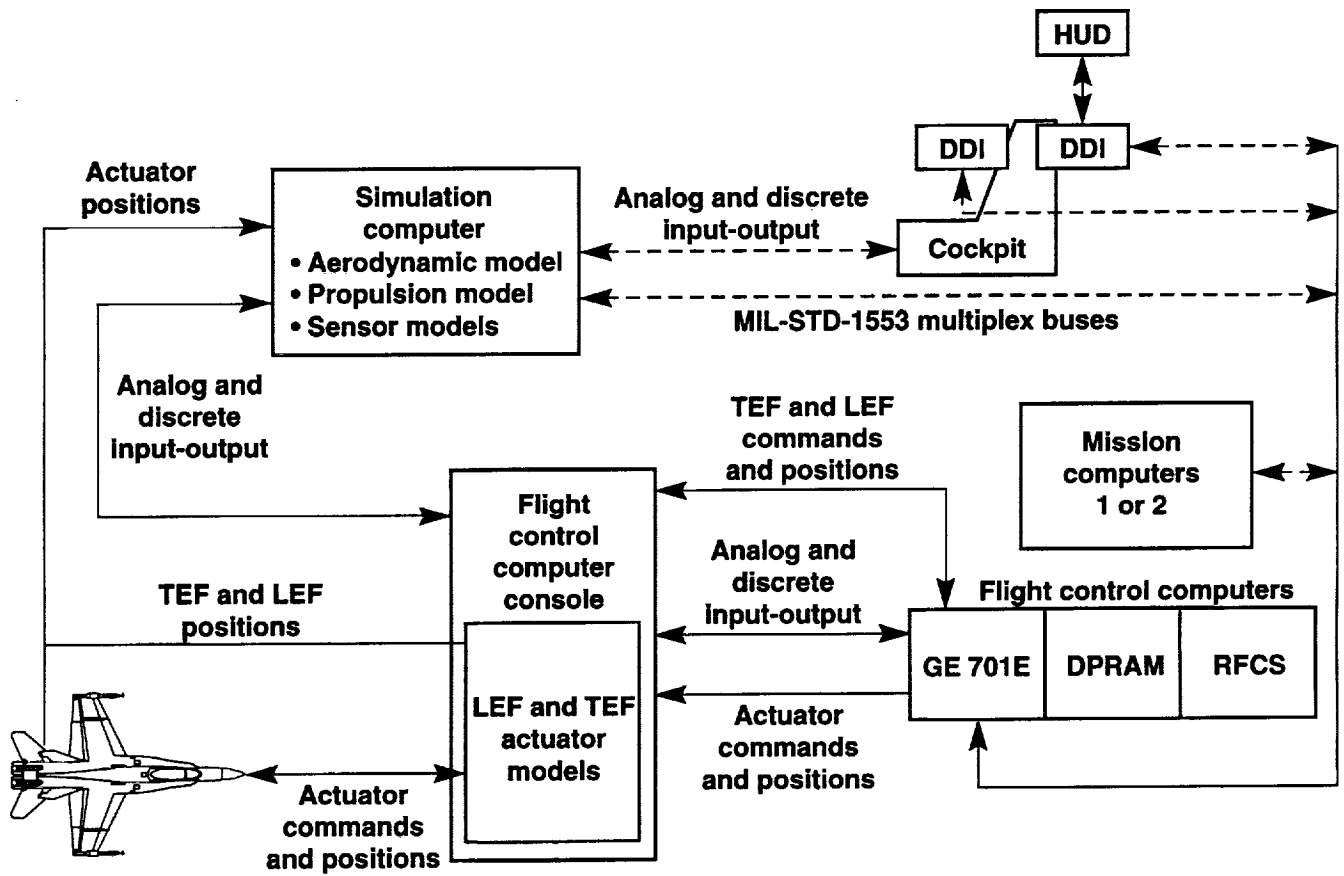 HUD
DDI
DDI
Actuator
positions
Simulation
computer
• Aerodynamic model
• Propulsion model
• Sensor models
Analog and discrete
input-output
Cockpit
MIL-STD-1553 multiplex buses
Analog and
discrete
input-output
TEF and LEF
commands
and positions
Mission
computers
1 or 2
Flight
control
computer
console
Analog and
discrete
input-output
Flight control computers
TEF and LEF
positions
GE 701E
DPRAM
RFCS
LEF and TEF
actuator
models
Actuator
commands
and positions
Actuator
commands
and positions